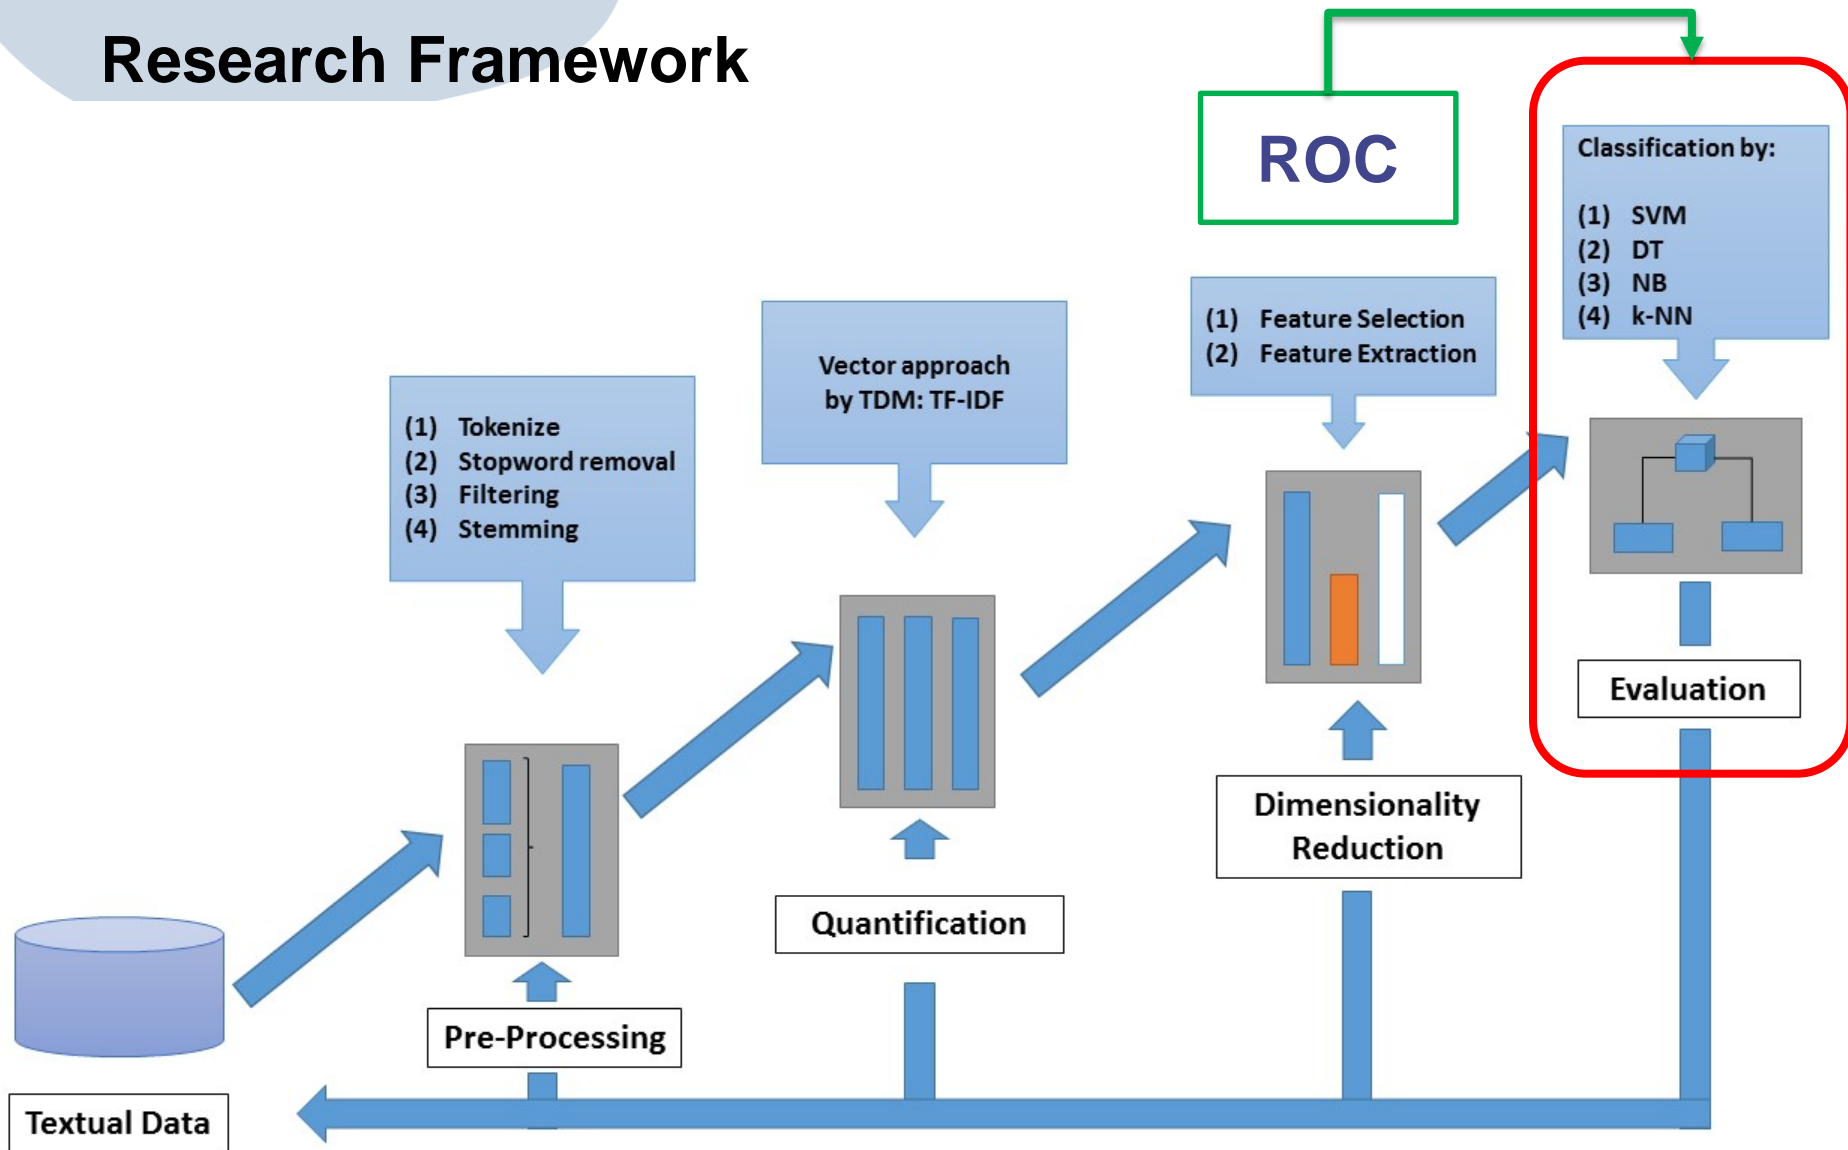 Research Framework
ROC
Classification by:
(1) SVM
(2) DT
(3) NB
(4) k-NN
(1) Feature Selection
(2) Feature Extraction
Vector approach
by TDM: TF-IDF
(1) Tokenize
(2) Stopword removal
(3) Filtering
(4) Stemming
Evaluation
Dimensionality
Reduction
Quantification
Pre-Processing
Textual Data